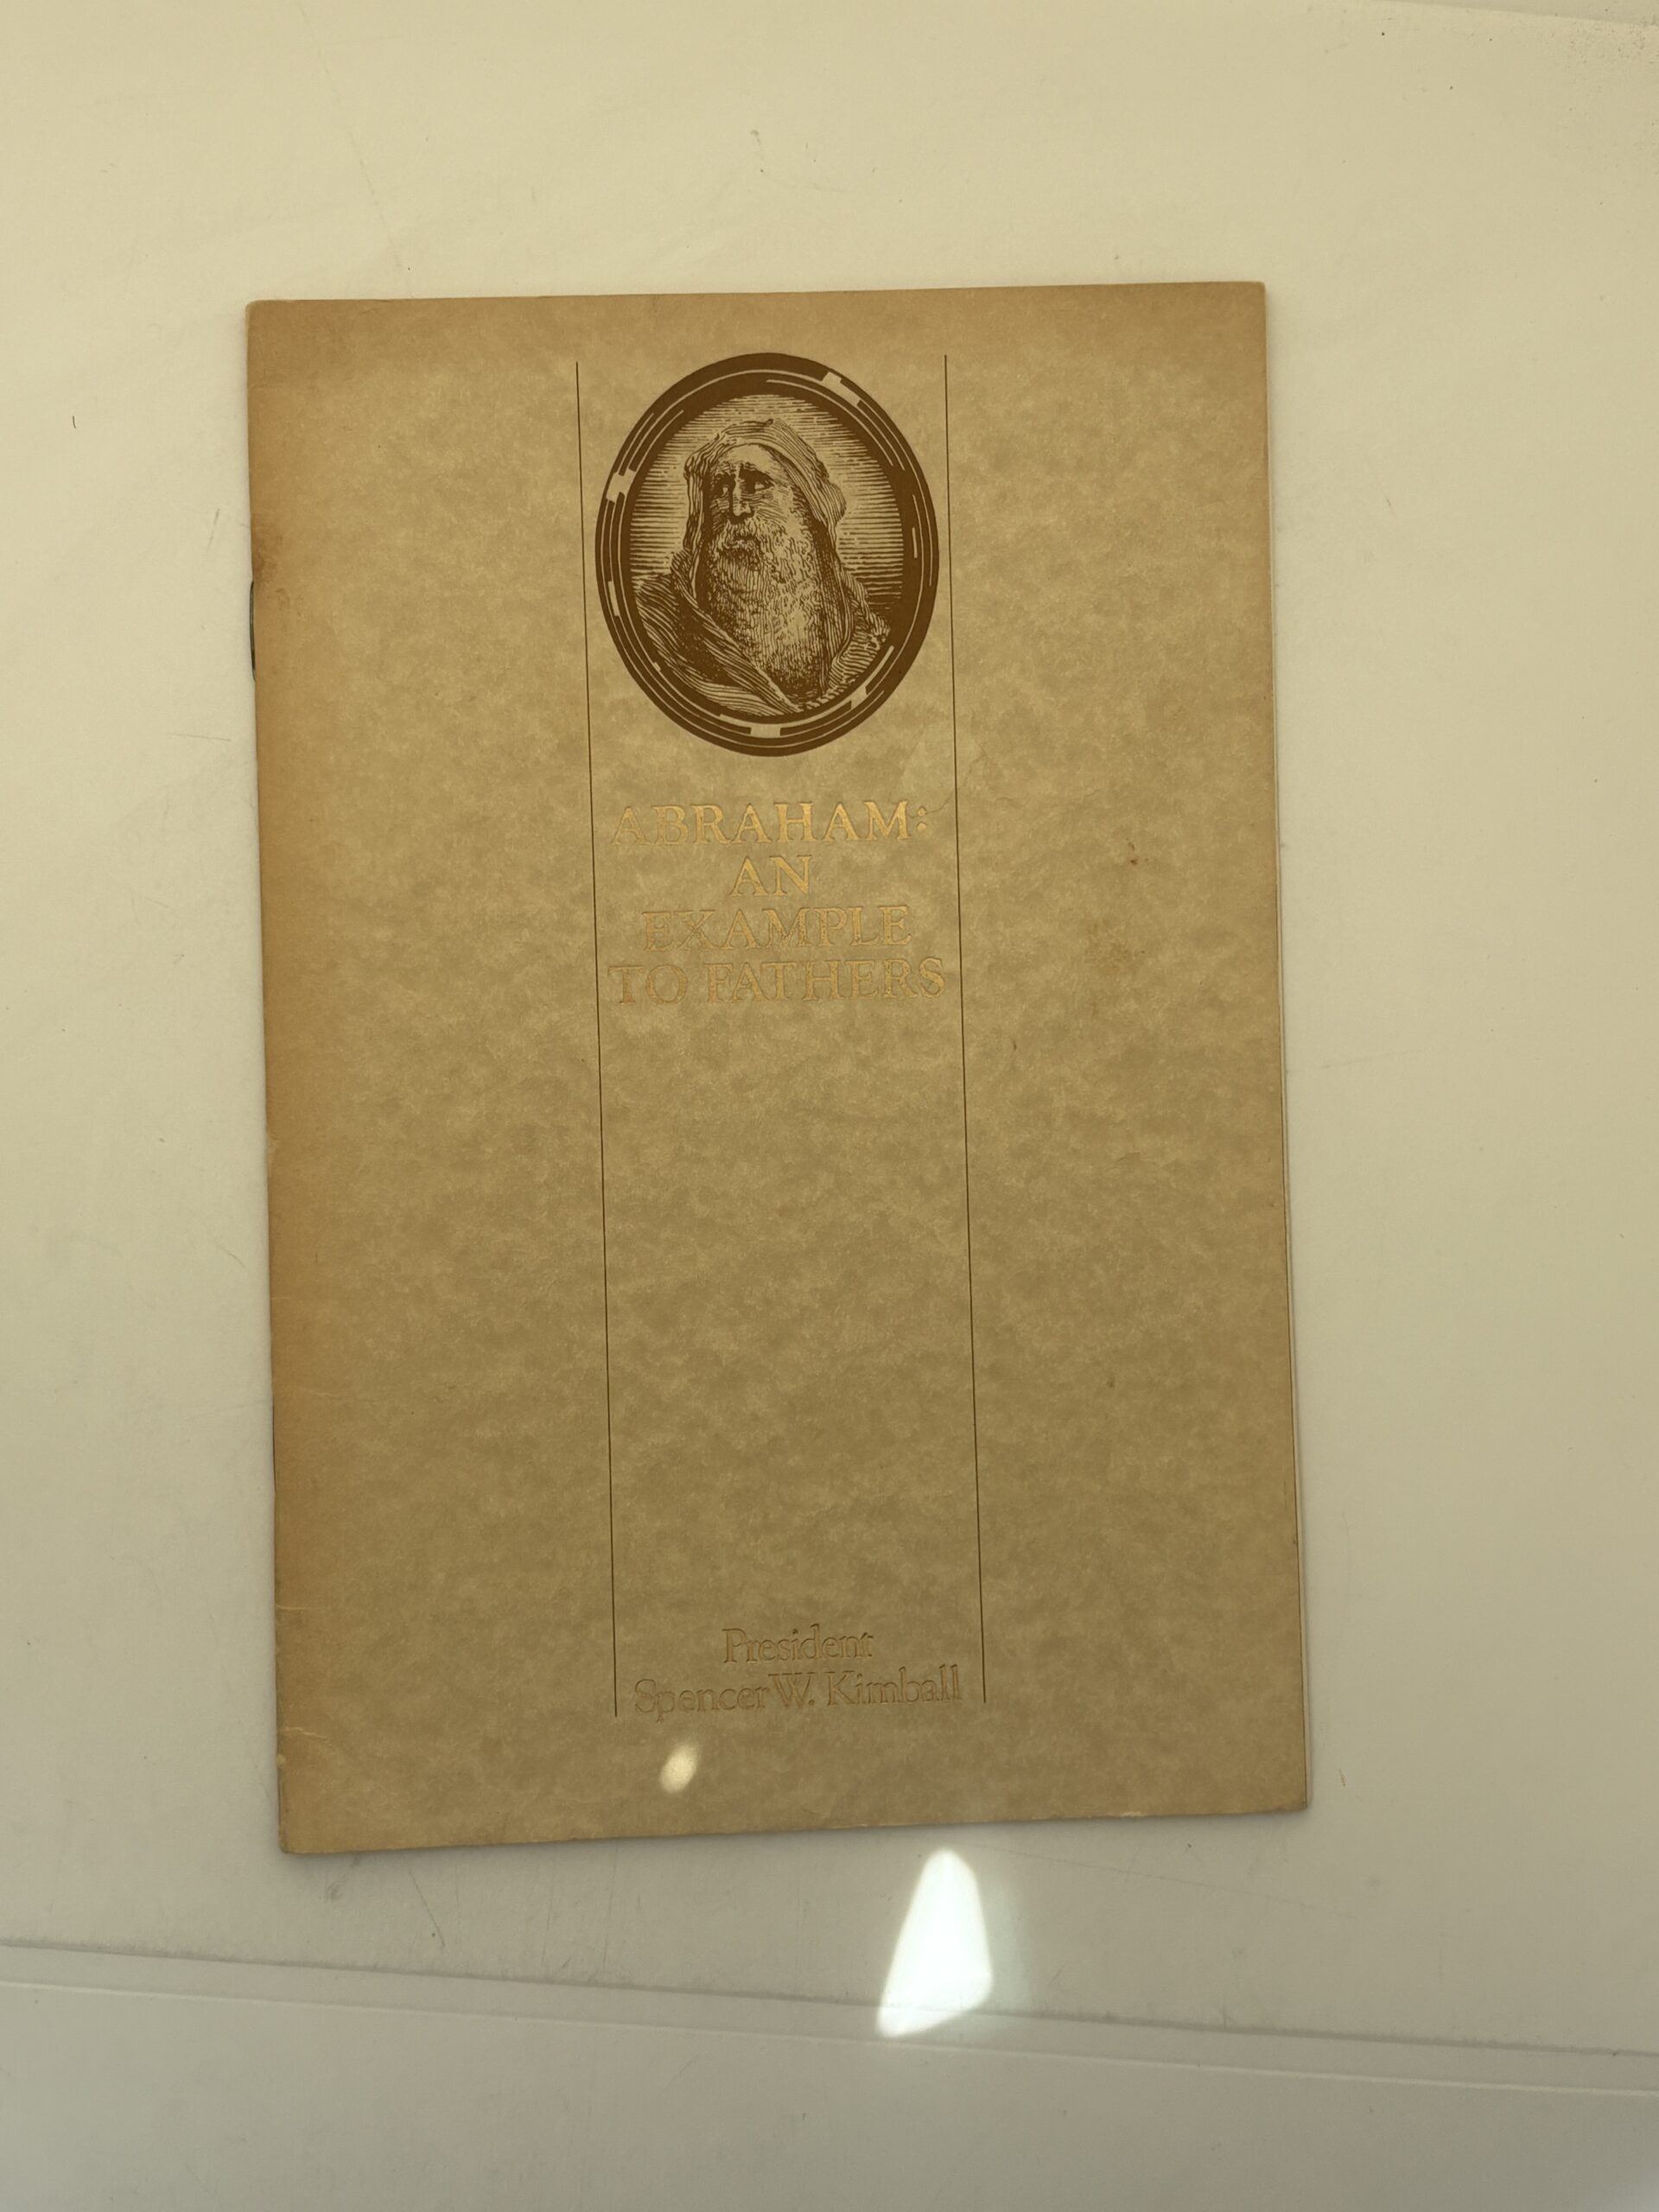 ABRAHAM:
AN
EXAMPLE
TO FATHERS
President
Spencer W. Kimball